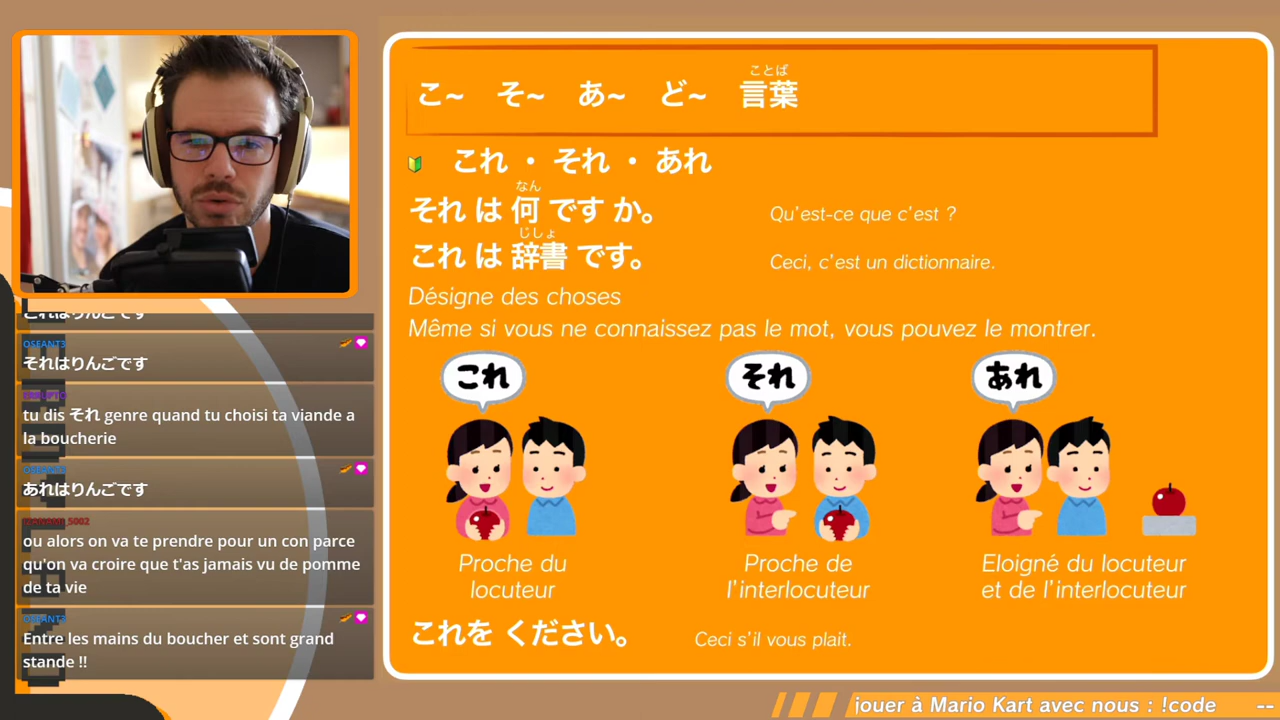 こ~ そ~ あ~ ど~ 言葉
ことば
これ・それ・あれ
それ は 何 です か。
なん
Qu'est-ce que c'est ?
これ は 辞書 です。
じしょ
Ceci, c'est un dictionnaire.
Désigne des choses
Même si vous ne connaissez pas le mot, vous pouvez le montrer.
これ
それ
あれ
Proche du
locuteur
Proche de
l'interlocuteur
Eloigné du locuteur
et de l'interlocuteur
これを ください。
Ceci s'il vous plait.
これはりんごです
それはりんごです
tu dis それ genre quand tu choisi ta viande a
la boucherie
あれはりんごです
ou alors on va te prendre pour un con parce
qu'on va croire que t'as jamais vu de pomme
de ta vie
Entre les mains du boucher et sont grand
stande !!
jouer à Mario Kart avec nous : !code --